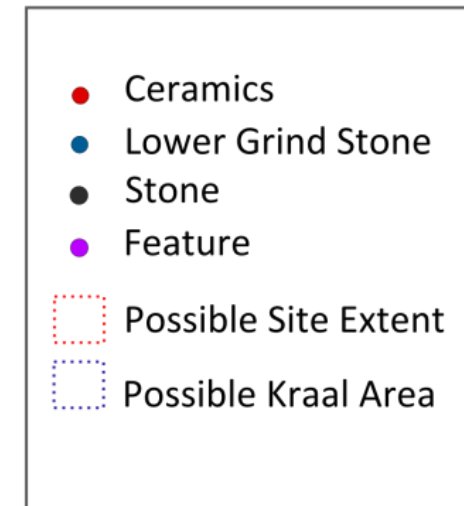 Ceramics
Lower Grind Stone
Stone
Feature
Possible Site Extent
Possible Kraal Area